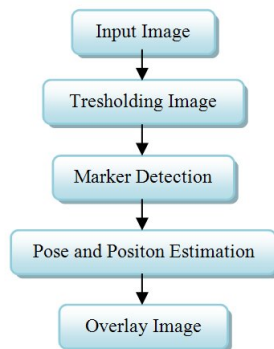 Input Image
Tresholding Image
Marker Detection
Pose and Positon Estimation
Overlay Image